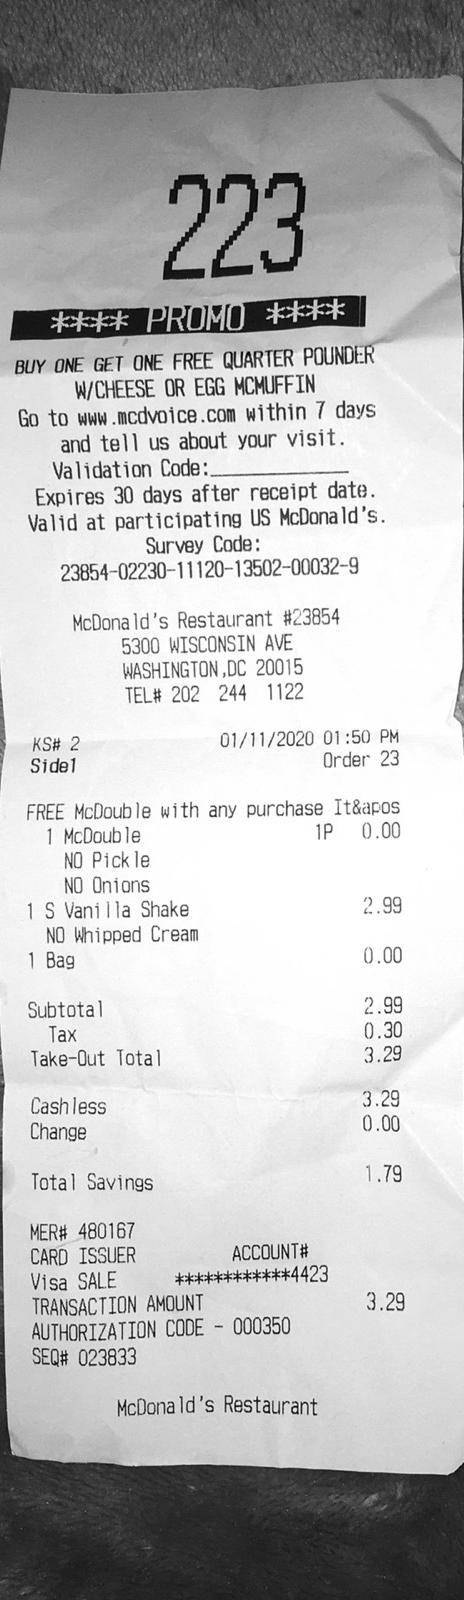 223
**** PROMO ****
BUY ONE GET ONE FREE QUARTER POUNDER
W/CHEESE OR EGG MCMUFFIN
Go to www.mcdvoice.com within 7 days
and tell us about your visit.
Validation Code:____________
Expires 30 days after receipt date.
Valid at participating US McDonald's.
Survey Code:
23854-02230-11120-13502-00032-9
McDonald's Restaurant #23854
5300 WISCONSIN AVE
WASHINGTON,DC 20015
TEL# 202 244 1122
KS# 2 01/11/2020 01:50 PM
Side1 Order 23
FREE McDouble with any purchase It&apos
1 McDouble 1P 0.00
NO Pickle
NO Onions
1 S Vanilla Shake 2.99
NO Whipped Cream
1 Bag 0.00
Subtotal 2.99
Tax 0.30
Take-Out Total 3.29
Cashless 3.29
Change 0.00
Total Savings 1.79
MER# 480167
CARD ISSUER ACCOUNT#
Visa SALE ************4423
TRANSACTION AMOUNT 3.29
AUTHORIZATION CODE - 000350
SEQ# 023833
McDonald's Restaurant